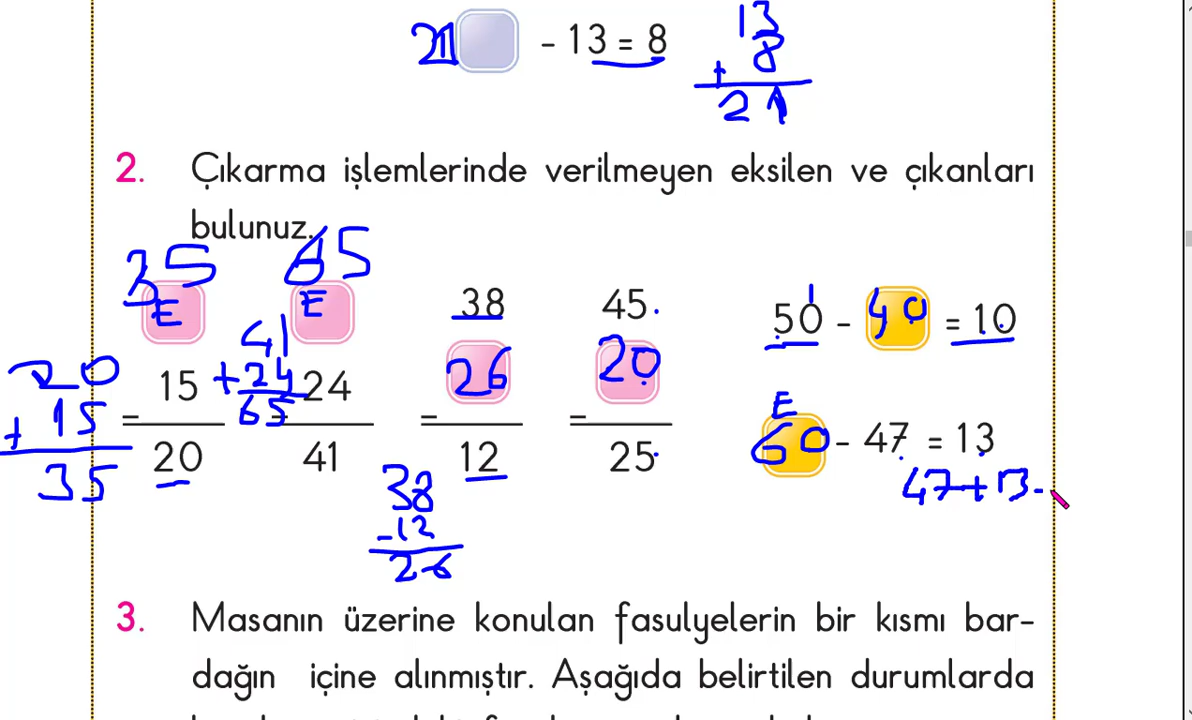 21 - 13 = 8
13
8
+
21
2. Çıkarma işlemlerinde verilmeyen eksilen ve çıkanları
bulunuz.
35 65
E E 38 45. 50 - 40 = 10
41
20 15 +24 24 26 20 E
+ 15 = 65 = = = 60 - 47 = 13
35 20 41 12 25 47+13
38
-12
26
3. Masanın üzerine konulan fasulyelerin bir kısmı bar-
dağın içine alınmıştır. Aşağıda belirtilen durumlarda